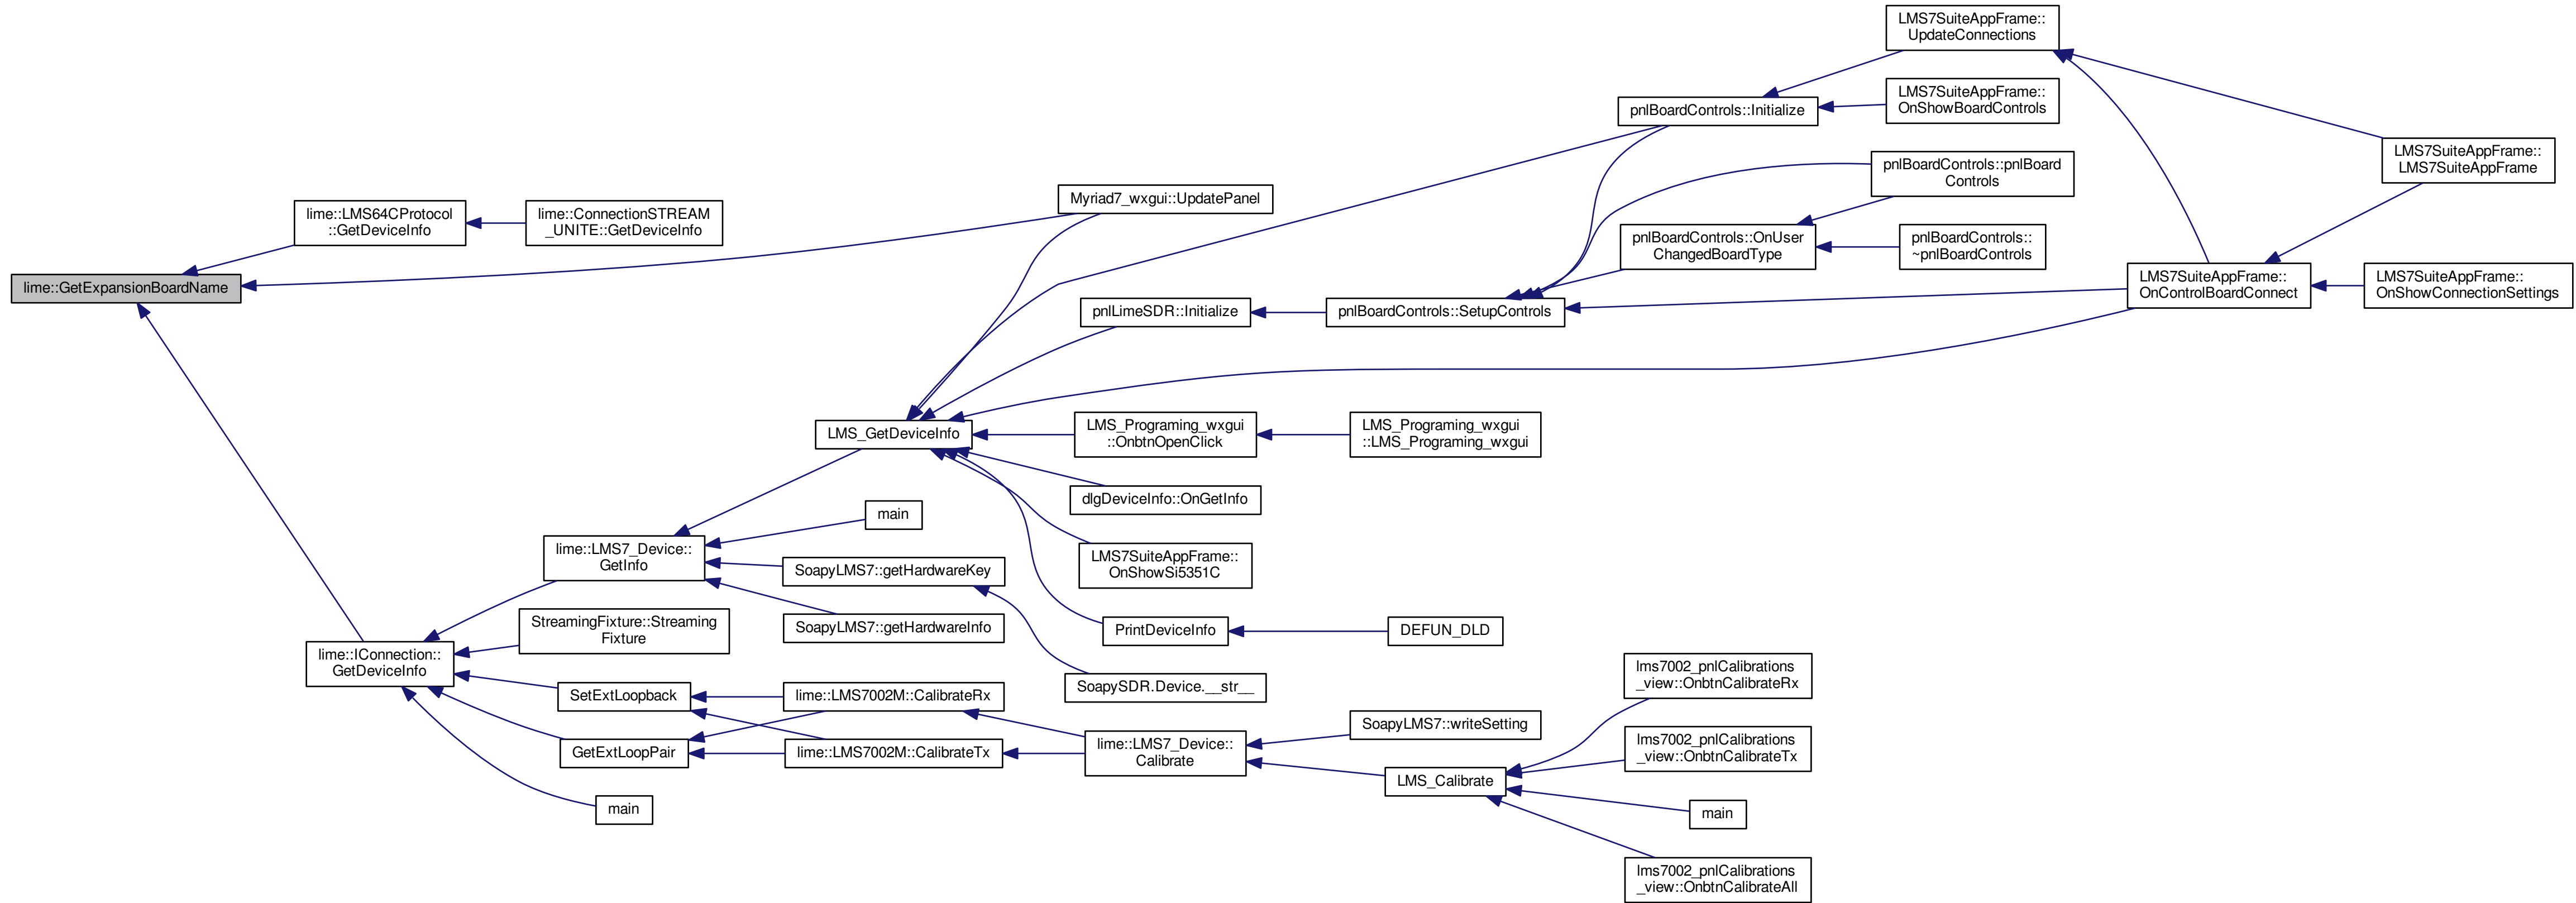 LMS7SuiteAppFrame::
UpdateConnections
LMS7SuiteAppFrame::
OnShowBoardControls
pnlBoardControls::Initialize
LMS7SuiteAppFrame::
LMS7SuiteAppFrame
pnlBoardControls::pnlBoard
Controls
Myriad7_wxgui::UpdatePanel
lime::LMS64CProtocol
::GetDeviceInfo
lime::ConnectionSTREAM
_UNITE::GetDeviceInfo
pnlBoardControls::OnUser
ChangedBoardType
pnlBoardControls::
~pnlBoardControls
lime::GetExpansionBoardName
LMS7SuiteAppFrame::
OnControlBoardConnect
LMS7SuiteAppFrame::
OnShowConnectionSettings
pnlLimeSDR::Initialize
pnlBoardControls::SetupControls
LMS_GetDeviceInfo
LMS_Programing_wxgui
::OnbtnOpenClick
LMS_Programing_wxgui
::LMS_Programing_wxgui
dlgDeviceInfo::OnGetInfo
main
lime::LMS7_Device::
GetInfo
SoapyLMS7::getHardwareKey
LMS7SuiteAppFrame::
OnShowSi5351C
SoapyLMS7::getHardwareInfo
StreamingFixture::Streaming
Fixture
PrintDeviceInfo
DEFUN_DLD
lime::IConnection::
GetDeviceInfo
SoapySDR.Device.__str__
SetExtLoopback
lime::LMS7002M::CalibrateRx
lms7002_pnlCalibrations
_view::OnbtnCalibrateRx
GetExtLoopPair
lime::LMS7002M::CalibrateTx
lime::LMS7_Device::
Calibrate
SoapyLMS7::writeSetting
lms7002_pnlCalibrations
_view::OnbtnCalibrateTx
LMS_Calibrate
main
main
lms7002_pnlCalibrations
_view::OnbtnCalibrateAll